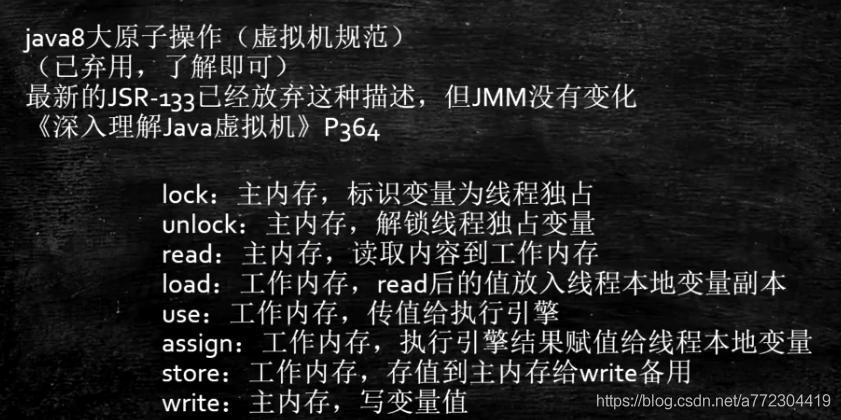 java8大原子操作（虚拟机规范）
（已弃用，了解即可）
最新的JSR-133已经放弃这种描述，但JMM没有变化
《深入理解Java虚拟机》P364
lock：主内存，标识变量为线程独占
unlock：主内存，解锁线程独占变量
read：主内存，读取内容到工作内存
load：工作内存，read后的值放入线程本地变量副本
use：工作内存，传值给执行引擎
assign：工作内存，执行引擎结果赋值给线程本地变量
store：工作内存，存值到主内存给write备用
write：主内存，写变量值
https://blog.csdn.net/a772304419